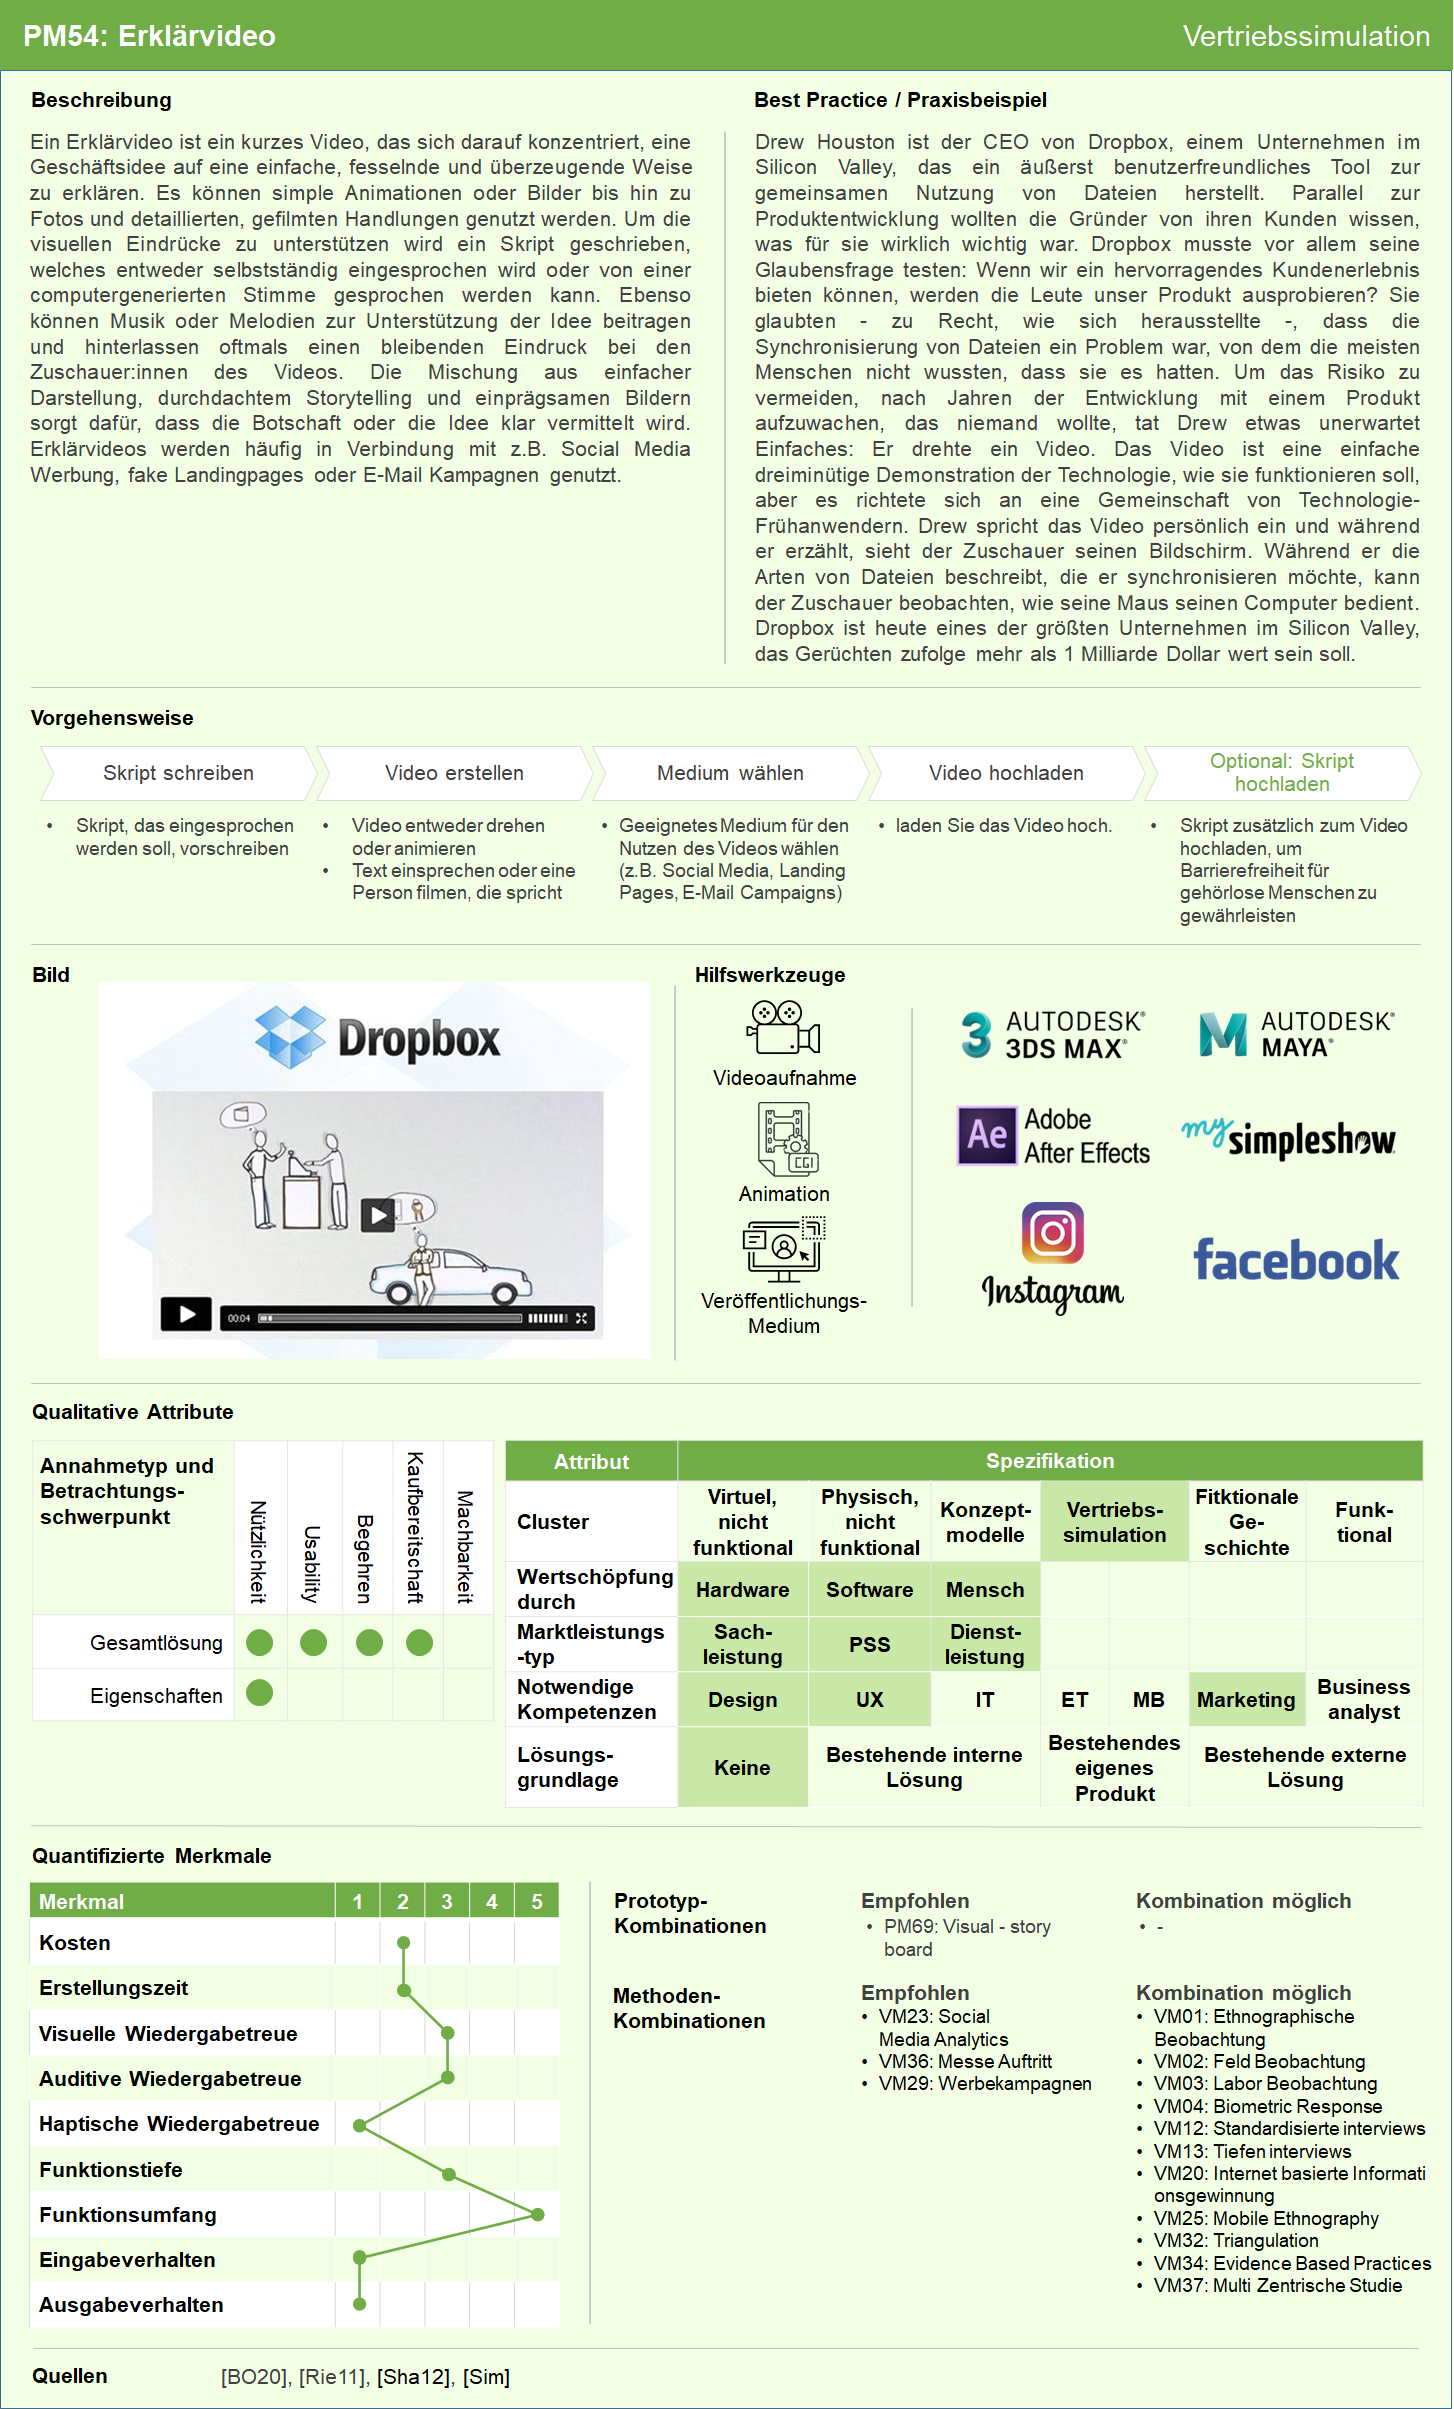 PM54: Erklärvideo
Vertriebssimulation
Beschreibung
Ein Erklärvideo ist ein kurzes Video, das sich darauf konzentriert, eine
Geschäftsidee auf eine einfache, fesselnde und überzeugende Weise
zu erklären. Es können simple Animationen oder Bilder bis hin zu
Fotos und detaillierten, gefilmten Handlungen genutzt werden. Um die
visuellen Eindrücke zu unterstützen wird ein Skript geschrieben,
welches entweder selbstständig eingesprochen wird oder von einer
computergenerierten Stimme gesprochen werden kann. Ebenso
können Musik oder Melodien zur Unterstützung der Idee beitragen
und hinterlassen oftmals einen bleibenden Eindruck bei den
Zuschauer:innen des Videos. Die Mischung aus einfacher
Darstellung, durchdachtem Storytelling und einprägsamen Bildern
sorgt dafür, dass die Botschaft oder die Idee klar vermittelt wird.
Erklärvideos werden häufig in Verbindung mit z.B. Social Media
Werbung, fake Landingpages oder E-Mail Kampagnen genutzt.
Best Practice / Praxisbeispiel
Drew Houston ist der CEO von Dropbox, einem Unternehmen im
Silicon Valley, das ein äußerst benutzerfreundliches Tool zur
gemeinsamen Nutzung von Dateien herstellt. Parallel zur
Produktentwicklung wollten die Gründer von ihren Kunden wissen,
was für sie wirklich wichtig war. Dropbox musste vor allem seine
Glaubensfrage testen: Wenn wir ein hervorragendes Kundenerlebnis
bieten können, werden die Leute unser Produkt ausprobieren? Sie
glaubten - zu Recht, wie sich herausstellte -, dass die
Synchronisierung von Dateien ein Problem war, von dem die meisten
Menschen nicht wussten, dass sie es hatten. Um das Risiko zu
vermeiden, nach Jahren der Entwicklung mit einem Produkt
aufzuwachen, das niemand wollte, tat Drew etwas unerwartet
Einfaches: Er drehte ein Video. Das Video ist eine einfache
dreiminütige Demonstration der Technologie, wie sie funktionieren soll,
aber es richtete sich an eine Gemeinschaft von Technologie-
Frühanwendern. Drew spricht das Video persönlich ein und während
er erzählt, sieht der Zuschauer seinen Bildschirm. Während er die
Arten von Dateien beschreibt, die er synchronisieren möchte, kann
der Zuschauer beobachten, wie seine Maus seinen Computer bedient.
Dropbox ist heute eines der größten Unternehmen im Silicon Valley,
das Gerüchten zufolge mehr als 1 Milliarde Dollar wert sein soll.
Vorgehensweise
Skript schreiben
Video erstellen
Medium wählen
Video hochladen
Optional: Skript
hochladen
• Skript, das eingesprochen
werden soll, vorschreiben
• Video entweder drehen
oder animieren
• Text einsprechen oder eine
Person filmen, die spricht
• Geeignetes Medium für den
Nutzen des Videos wählen
(z.B. Social Media, Landing
Pages, E-Mail Campaigns)
• laden Sie das Video hoch.
• Skript zusätzlich zum Video
hochladen, um
Barrierefreiheit für
gehörlose Menschen zu
gewährleisten
Bild
Dropbox
00:04
Hilfswerkzeuge
Videoaufnahme
CGI
Animation
Veröffentlichungs-
Medium
3 AUTODESK®
3DS MAX®
M AUTODESK®
MAYA®
Ae Adobe
After Effects
my simpleshow
Instagram
facebook
Qualitative Attribute
Annahmetyp und
Betrachtungs-
schwerpunkt
Nützlichkeit
Usability
Begehren
Kaufbereitschaft
Machbarkeit
Gesamtlösung
Eigenschaften
Attribut Spezifikation
Cluster
Virtuel,
nicht
funktional
Physisch,
nicht
funktional
Konzept-
modelle
Vertriebs-
simulation
Fitktionale
Ge-
schichte
Funk-
tional
Wertschöpfung
durch
Hardware Software Mensch
Marktleistungs
-typ
Sach-
leistung
PSS
Dienst-
leistung
Notwendige
Kompetenzen
Design UX IT ET MB Marketing
Business
analyst
Lösungs-
grundlage
Keine
Bestehende interne
Lösung
Bestehendes
eigenes
Produkt
Bestehende externe
Lösung
Quantifizierte Merkmale
Merkmal 1 2 3 4 5
Kosten
Erstellungszeit
Visuelle Wiedergabetreue
Auditive Wiedergabetreue
Haptische Wiedergabetreue
Funktionstiefe
Funktionsumfang
Eingabeverhalten
Ausgabeverhalten
Prototyp-
Kombinationen
Empfohlen
• PM69: Visual - story
board
Kombination möglich
• -
Methoden-
Kombinationen
Empfohlen
• VM23: Social
Media Analytics
• VM36: Messe Auftritt
• VM29: Werbekampagnen
Kombination möglich
• VM01: Ethnographische
Beobachtung
• VM02: Feld Beobachtung
• VM03: Labor Beobachtung
• VM04: Biometric Response
• VM12: Standardisierte interviews
• VM13: Tiefen interviews
• VM20: Internet basierte Informati
onsgewinnung
• VM25: Mobile Ethnography
• VM32: Triangulation
• VM34: Evidence Based Practices
• VM37: Multi Zentrische Studie
Quellen
[BO20], [Rie11], [Sha12], [Sim]